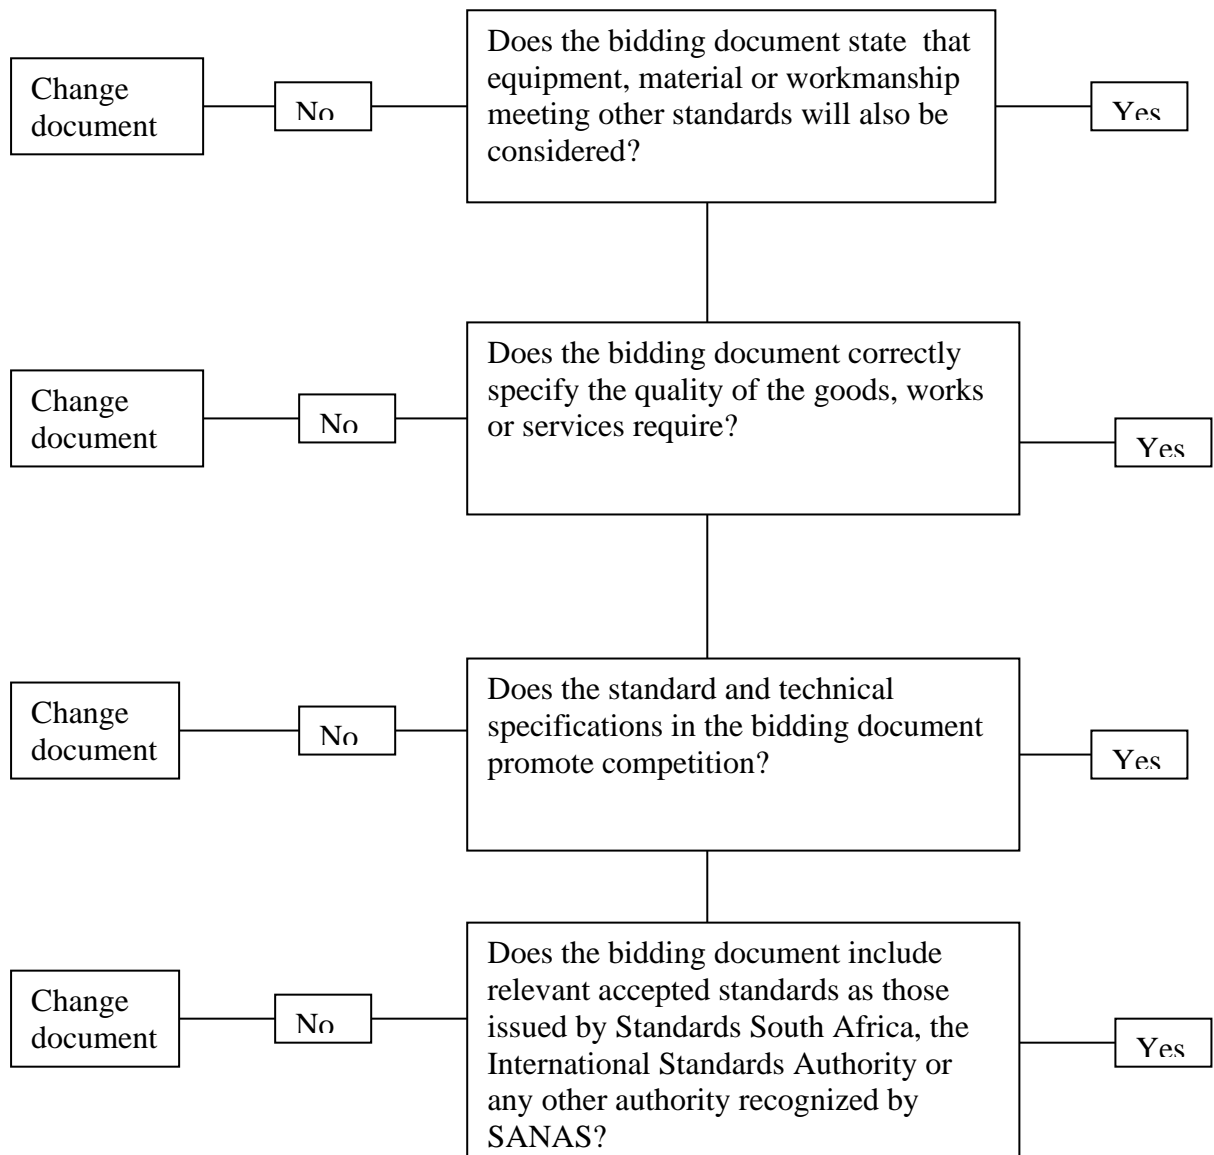 Does the bidding document state that
equipment, material or workmanship
meeting other standards will also be
considered?
Change
document
No
Yes
Does the bidding document correctly
specify the quality of the goods, works
or services require?
Change
document
No
Yes
Does the standard and technical
specifications in the bidding document
promote competition?
Change
document
No
Yes
Does the bidding document include
relevant accepted standards as those
issued by Standards South Africa, the
International Standards Authority or
any other authority recognized by
SANAS?
Change
document
No
Yes